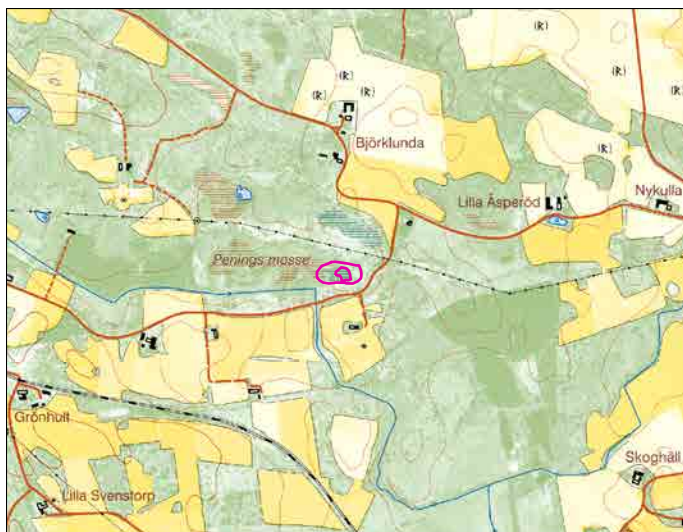 (R)
(R)
(R)
(R)
(R)
(R)
(R)
(R)
Björklunda
Lilla Äsperöd
Nykulla
Penings mosse
Grönhult
Skoghäll
Lilla Svenstorp